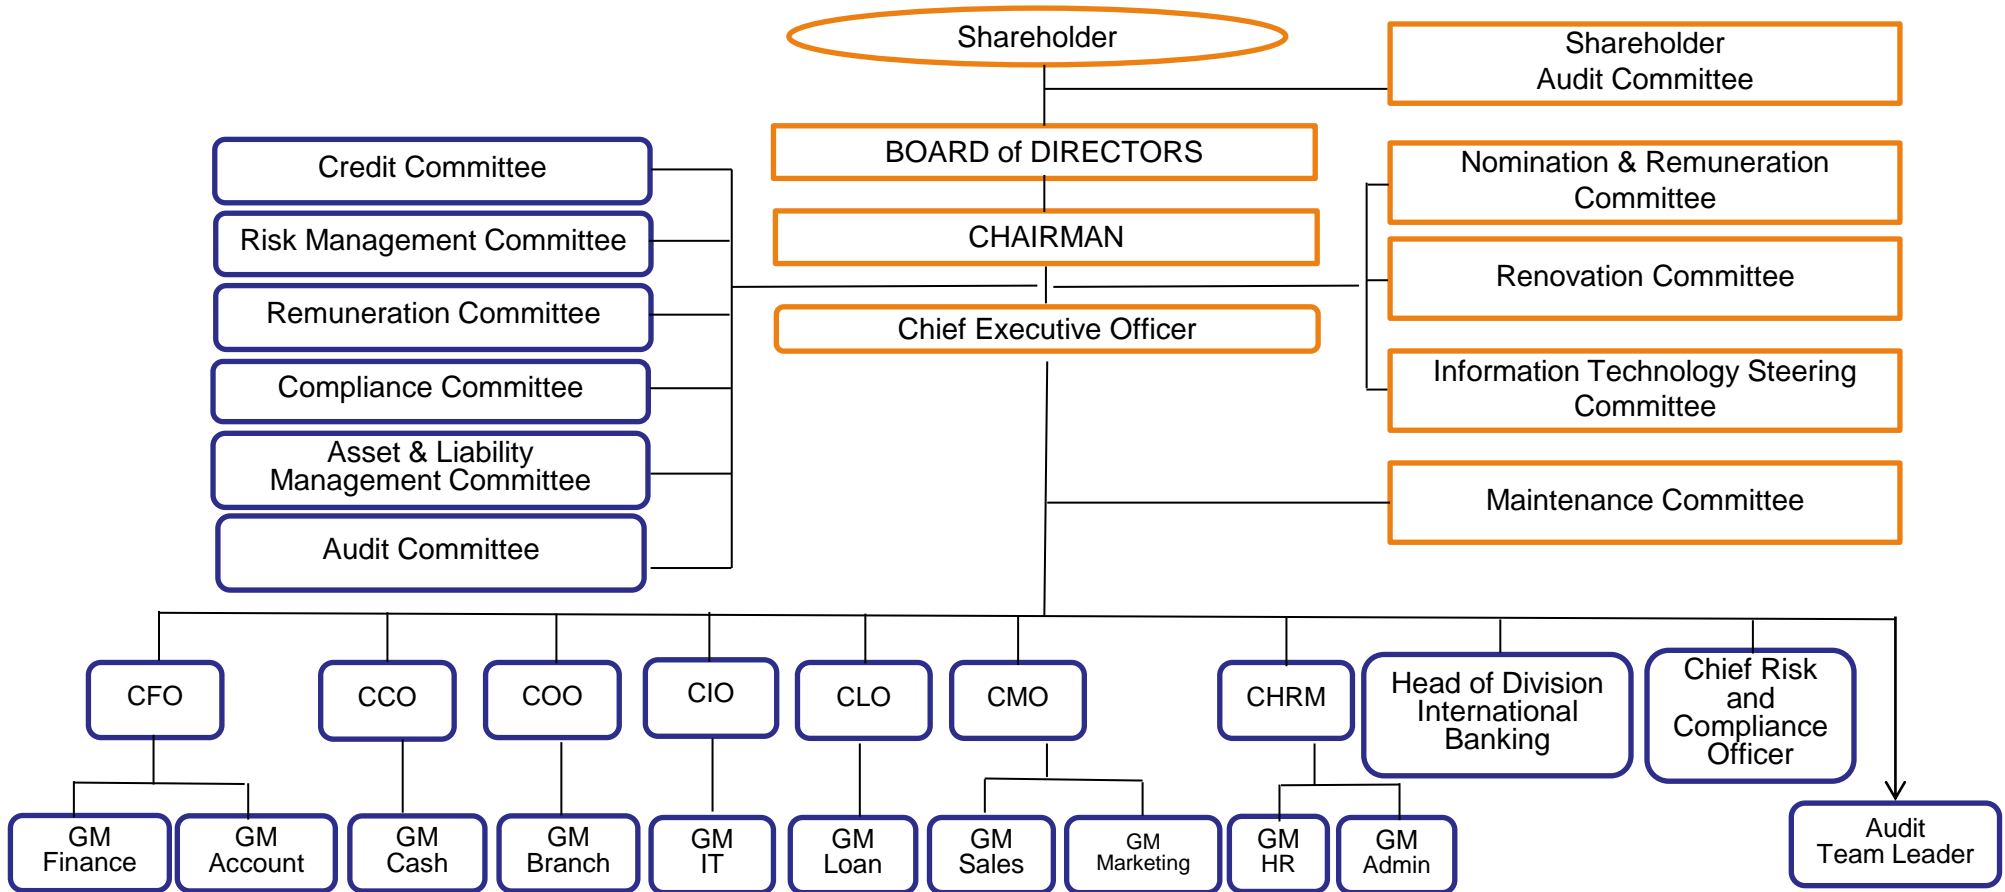 Shareholder
Shareholder
Audit Committee
BOARD of DIRECTORS
CHAIRMAN
Chief Executive Officer
Credit Committee
Risk Management Committee
Remuneration Committee
Compliance Committee
Asset & Liability
Management Committee
Audit Committee
Nomination & Remuneration
Committee
Renovation Committee
Information Technology Steering
Committee
Maintenance Committee
CFO
CCO
COO
CIO
CLO
CMO
CHRM
Head of Division
International
Banking
Chief Risk
and
Compliance
Officer
GM
Finance
GM
Account
GM
Cash
GM
Branch
GM
IT
GM
Loan
GM
Sales
GM
Marketing
GM
HR
GM
Admin
Audit
Team Leader